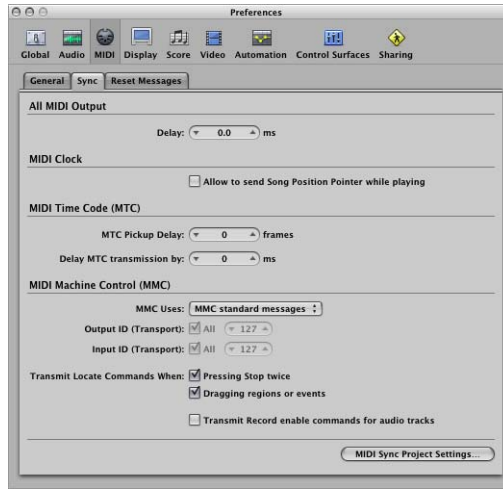 Preferences
Global Audio MIDI Display Score Video Automation Control Surfaces Sharing
General Sync Reset Messages
All MIDI Output
Delay: 0.0 ms
MIDI Clock
Allow to send Song Position Pointer while playing
MIDI Time Code (MTC)
MTC Pickup Delay: 0 frames
Delay MTC transmission by: 0 ms
MIDI Machine Control (MMC)
MMC Uses: MMC standard messages
Output ID (Transport): All 127
Input ID (Transport): All 127
Transmit Locate Commands When: Pressing Stop twice
Dragging regions or events
Transmit Record enable commands for audio tracks
MIDI Sync Project Settings...